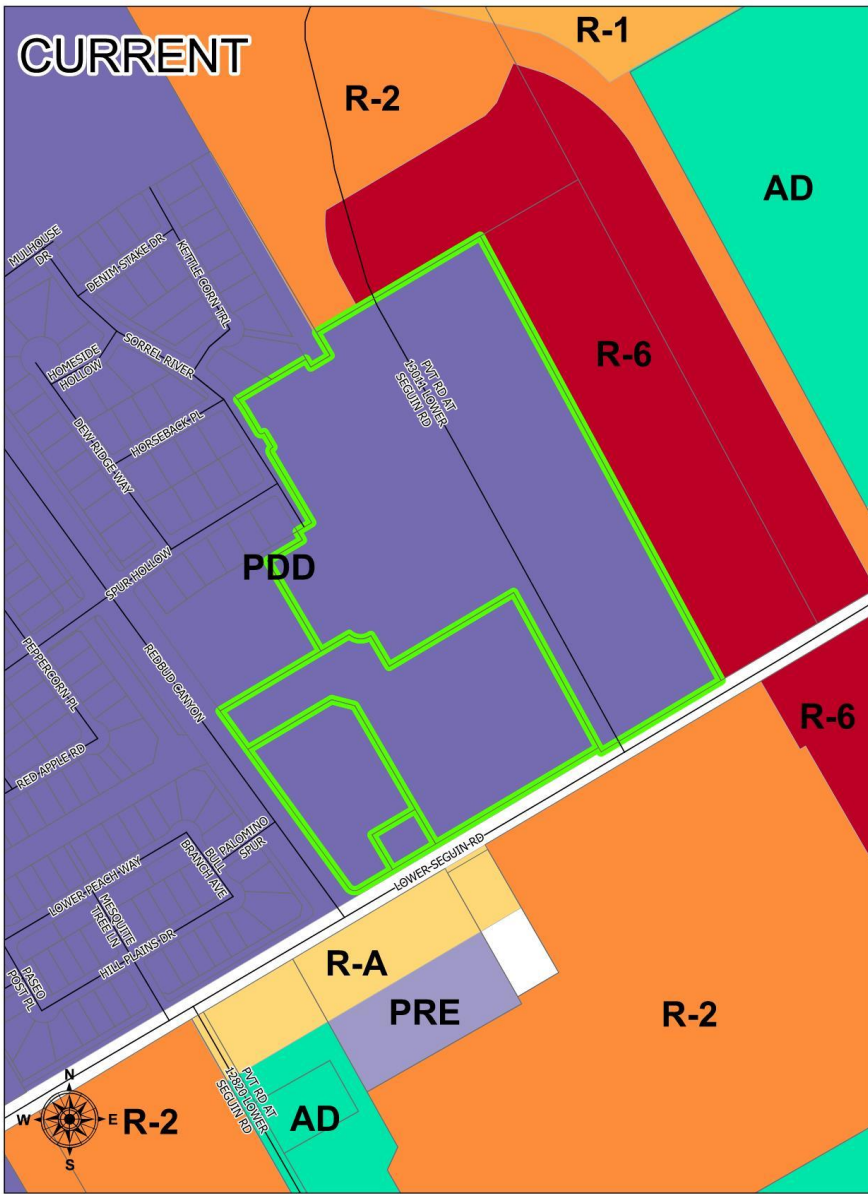 CURRENT
R-1
R-2
AD
MULHOUSE
DR
DENIM STAKE DR
KETTLE CORN TRL
HOMESIDE
HOLLOW
SORREL RIVER
PVT RD AT
13011 LOWER
SEGUIN RD
R-6
DEW RIDGE WAY
HORSEBACK PL
PDD
SPUR HOLLOW
PEPPERCORN PL
REDBUD CANYON
RED APPLE RD
R-6
PALOMINO
SPUR
BULL
BRANCH AVE
LOWER SEGUIN RD
LOWER PEACH WAY
MESQUITE
TREE LN
HILL PLAINS DR
PASEO
POST PL
R-A
PRE
R-2
PVT RD AT
12820 LOWER
SEGUIN RD
AD
N
W
E
S
R-2